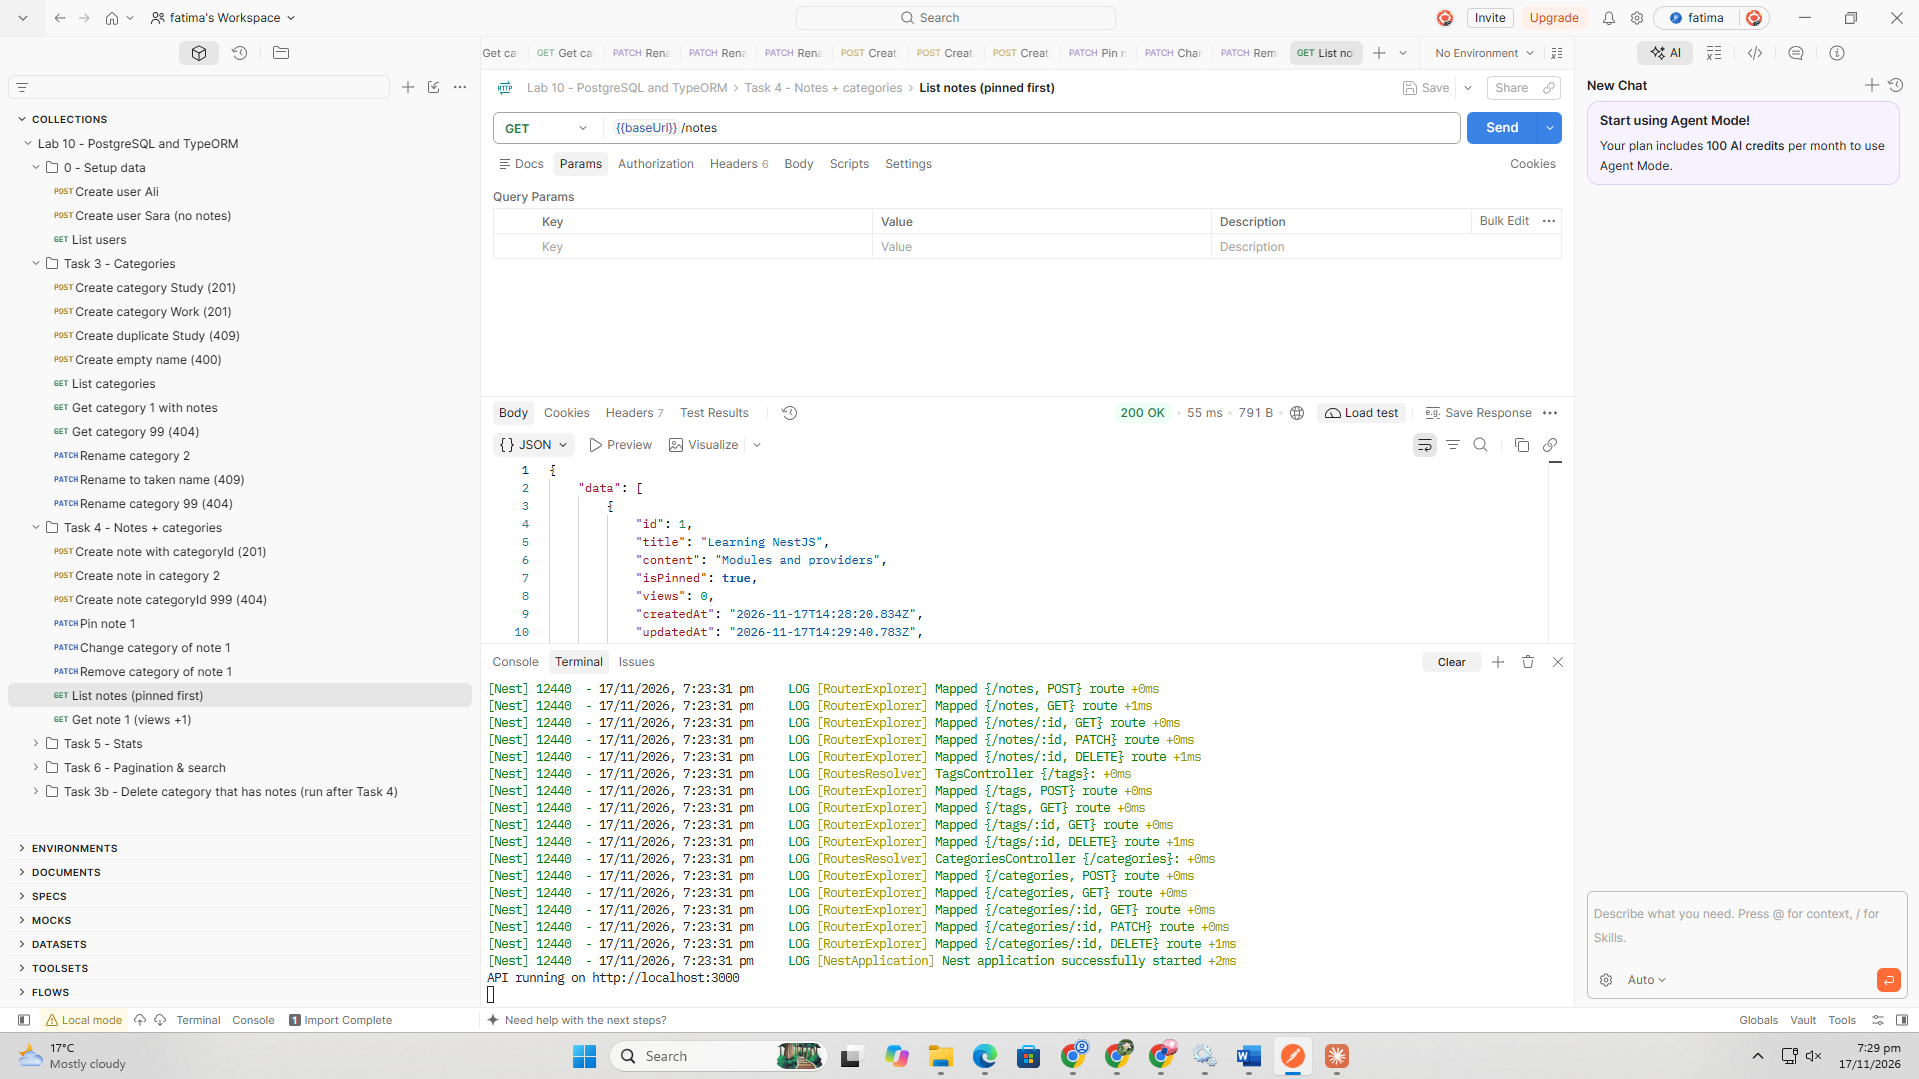 fatima's Workspace
Search
Invite
Upgrade
fatima
Get ca
GET Get ca
PATCH Rena
PATCH Rena
PATCH Rena
POST Creat
POST Creat
POST Creat
PATCH Pin n
PATCH Char
PATCH Rem
GET List no
No Environment
AI
HTTP Lab 10 - PostgreSQL and TypeORM > Task 4 - Notes + categories > List notes (pinned first)
Save
Share
New Chat
COLLECTIONS
Lab 10 - PostgreSQL and TypeORM
0 - Setup data
POST Create user Ali
POST Create user Sara (no notes)
GET List users
Task 3 - Categories
POST Create category Study (201)
POST Create category Work (201)
POST Create duplicate Study (409)
POST Create empty name (400)
GET List categories
GET Get category 1 with notes
GET Get category 99 (404)
PATCH Rename category 2
PATCH Rename to taken name (409)
PATCH Rename category 99 (404)
Task 4 - Notes + categories
POST Create note with categoryId (201)
POST Create note in category 2
POST Create note categoryId 999 (404)
PATCH Pin note 1
PATCH Change category of note 1
PATCH Remove category of note 1
GET List notes (pinned first)
GET Get note 1 (views +1)
Task 5 - Stats
Task 6 - Pagination & search
Task 3b - Delete category that has notes (run after Task 4)
ENVIRONMENTS
DOCUMENTS
SPECS
MOCKS
DATASETS
TOOLSETS
FLOWS
GET {{baseUrl}} /notes
Send
Docs Params Authorization Headers 6 Body Scripts Settings
Cookies
Query Params
Key Value Description Bulk Edit
Key Value Description
Body Cookies Headers 7 Test Results
200 OK • 55 ms • 791 B
Load test
e.g. Save Response
{} JSON Preview Visualize
1 {
2 "data": [
3 {
4 "id": 1,
5 "title": "Learning NestJS",
6 "content": "Modules and providers",
7 "isPinned": true,
8 "views": 0,
9 "createdAt": "2026-11-17T14:28:20.834Z",
10 "updatedAt": "2026-11-17T14:29:40.783Z",
Console Terminal Issues
Clear
[Nest] 12440 - 17/11/2026, 7:23:31 pm LOG [RouterExplorer] Mapped {/notes, POST} route +0ms
[Nest] 12440 - 17/11/2026, 7:23:31 pm LOG [RouterExplorer] Mapped {/notes, GET} route +1ms
[Nest] 12440 - 17/11/2026, 7:23:31 pm LOG [RouterExplorer] Mapped {/notes/:id, GET} route +0ms
[Nest] 12440 - 17/11/2026, 7:23:31 pm LOG [RouterExplorer] Mapped {/notes/:id, PATCH} route +0ms
[Nest] 12440 - 17/11/2026, 7:23:31 pm LOG [RouterExplorer] Mapped {/notes/:id, DELETE} route +1ms
[Nest] 12440 - 17/11/2026, 7:23:31 pm LOG [RoutesResolver] TagsController {/tags}: +0ms
[Nest] 12440 - 17/11/2026, 7:23:31 pm LOG [RouterExplorer] Mapped {/tags, POST} route +0ms
[Nest] 12440 - 17/11/2026, 7:23:31 pm LOG [RouterExplorer] Mapped {/tags, GET} route +0ms
[Nest] 12440 - 17/11/2026, 7:23:31 pm LOG [RouterExplorer] Mapped {/tags/:id, GET} route +0ms
[Nest] 12440 - 17/11/2026, 7:23:31 pm LOG [RouterExplorer] Mapped {/tags/:id, DELETE} route +1ms
[Nest] 12440 - 17/11/2026, 7:23:31 pm LOG [RoutesResolver] CategoriesController {/categories}: +0ms
[Nest] 12440 - 17/11/2026, 7:23:31 pm LOG [RouterExplorer] Mapped {/categories, POST} route +0ms
[Nest] 12440 - 17/11/2026, 7:23:31 pm LOG [RouterExplorer] Mapped {/categories, GET} route +0ms
[Nest] 12440 - 17/11/2026, 7:23:31 pm LOG [RouterExplorer] Mapped {/categories/:id, GET} route +0ms
[Nest] 12440 - 17/11/2026, 7:23:31 pm LOG [RouterExplorer] Mapped {/categories/:id, PATCH} route +0ms
[Nest] 12440 - 17/11/2026, 7:23:31 pm LOG [RouterExplorer] Mapped {/categories/:id, DELETE} route +1ms
[Nest] 12440 - 17/11/2026, 7:23:31 pm LOG [NestApplication] Nest application successfully started +2ms
API running on http://localhost:3000
Start using Agent Mode!
Your plan includes 100 AI credits per month to use
Agent Mode.
Describe what you need. Press @ for context, / for
Skills.
Auto
Local mode
Terminal
Console
1 Import Complete
Need help with the next steps?
Globals
Vault
Tools
17°C
Mostly cloudy
Search
7:29 pm
17/11/2026